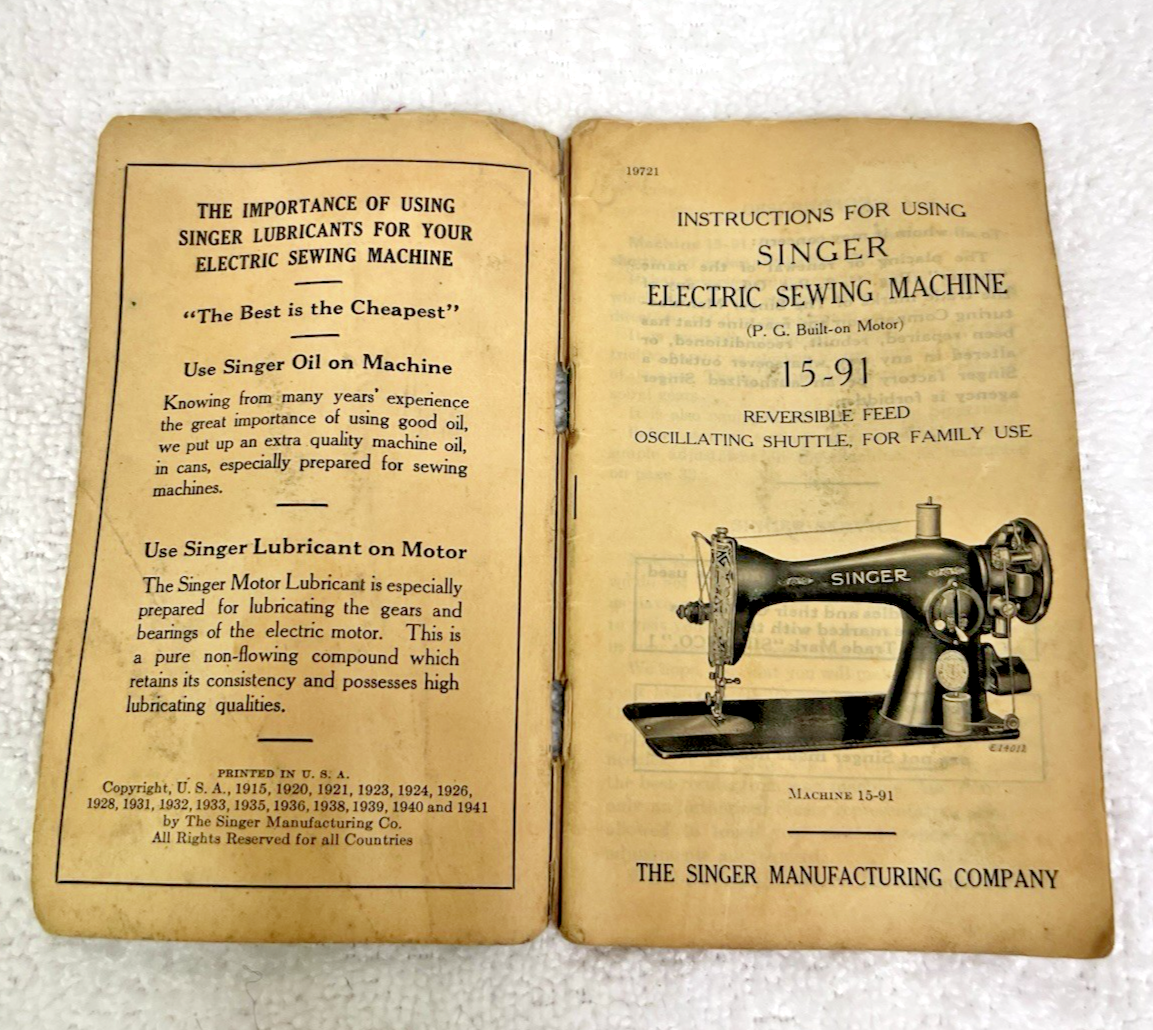 THE IMPORTANCE OF USING
SINGER LUBRICANTS FOR YOUR
ELECTRIC SEWING MACHINE
"The Best is the Cheapest"
Use Singer Oil on Machine
Knowing from many years' experience
the great importance of using good oil,
we put up an extra quality machine oil,
in cans, especially prepared for sewing
machines.
Use Singer Lubricant on Motor
The Singer Motor Lubricant is especially
prepared for lubricating the gears and
bearings of the electric motor. This is
a pure non-flowing compound which
retains its consistency and possesses high
lubricating qualities.
PRINTED IN U. S. A.
Copyright, U. S. A., 1915, 1920, 1921, 1923, 1924, 1926,
1928, 1931, 1932, 1933, 1935, 1936, 1938, 1939, 1940 and 1941
by The Singer Manufacturing Co.
All Rights Reserved for all Countries
19721
INSTRUCTIONS FOR USING
SINGER
ELECTRIC SEWING MACHINE
(P. G. Built-on Motor)
15-91
REVERSIBLE FEED
OSCILLATING SHUTTLE, FOR FAMILY USE
SINGER
MACHINE 15-91
THE SINGER MANUFACTURING COMPANY